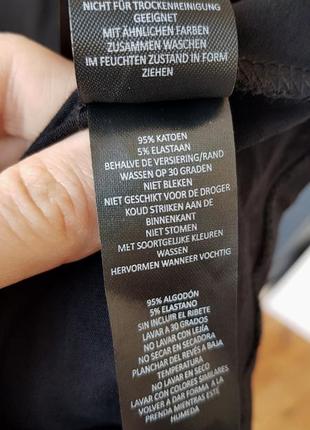 NICHT FÜR TROCKENREINIGUNG
GEEIGNET
MIT ÄHNLICHEN FARBEN
ZUSAMMEN WASCHEN
IM FEUCHTEN ZUSTAND IN FORM
ZIEHEN
95% KATOEN
5% ELASTAAN
BEHALVE DE VERSIERING/RAND
WASSEN OP 30 GRADEN
NIET BLEKEN
NIET GESCHIKT VOOR DE DROGER
KOUD STRIJKEN AAN DE
BINNENKANT
NIET STOMEN
MET SOORTGELIJKE KLEUREN
WASSEN
HERVORMEN WANNEER VOCHTIG
95% ALGODÓN
5% ELASTANO
SIN INCLUIR EL RIBETE
LAVAR A 30 GRADOS
NO LAVAR CON LEJÍA
NO SECAR EN SECADORA
PLANCHAR DEL REVÉS A BAJA
TEMPERATURA
NO LAVAR EN SECO
LAVAR CON COLORES SIMILARES
VOLVER A DAR FORMA A LA
PRENDA MIENTRAS ESTÉ
HÚMEDA